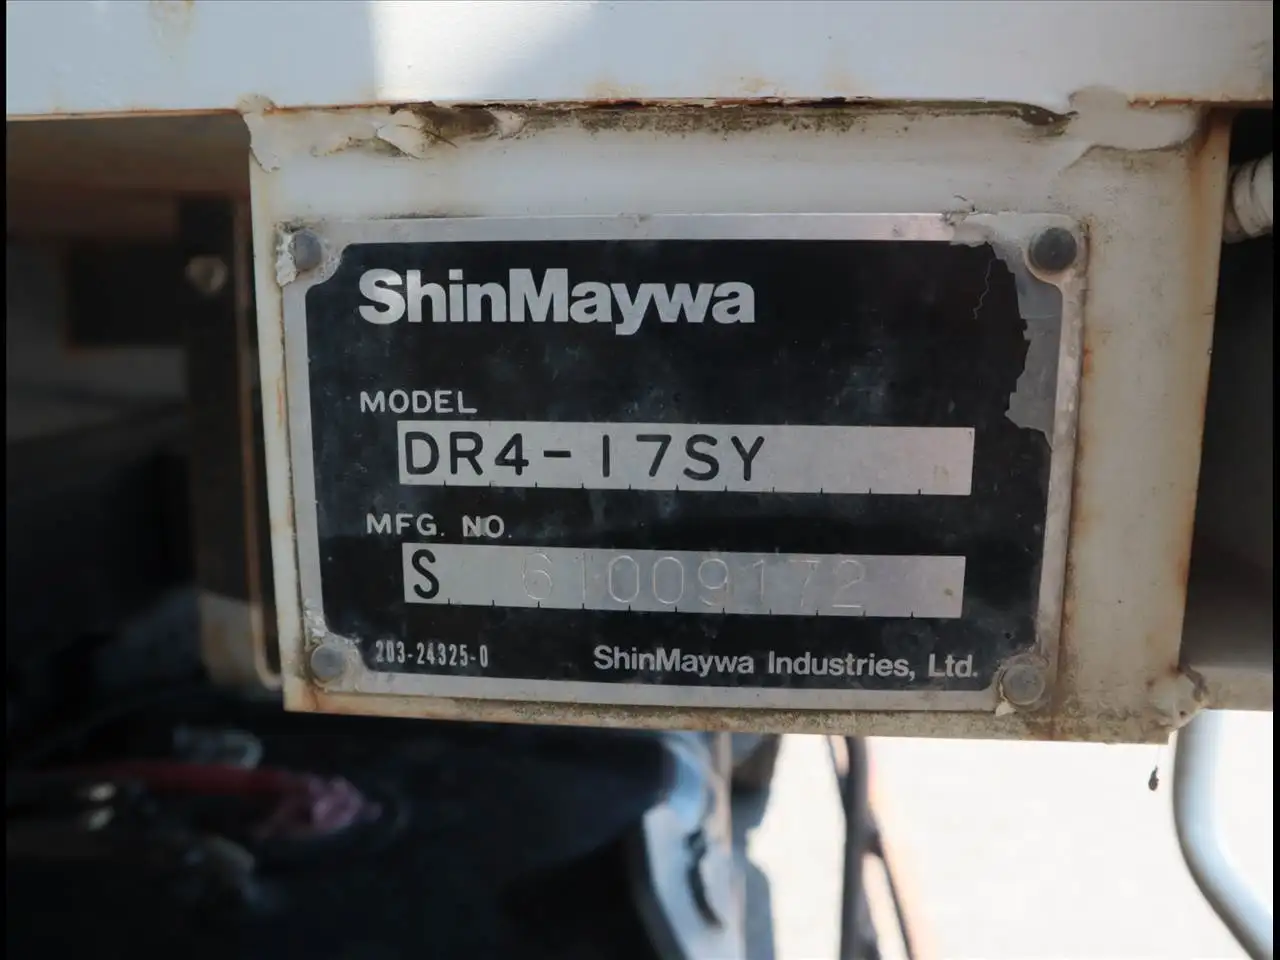 ShinMaywa
MODEL
DR4-17SY
MFG. NO.
S 61009172
203-24325-0 ShinMaywa Industries, Ltd.